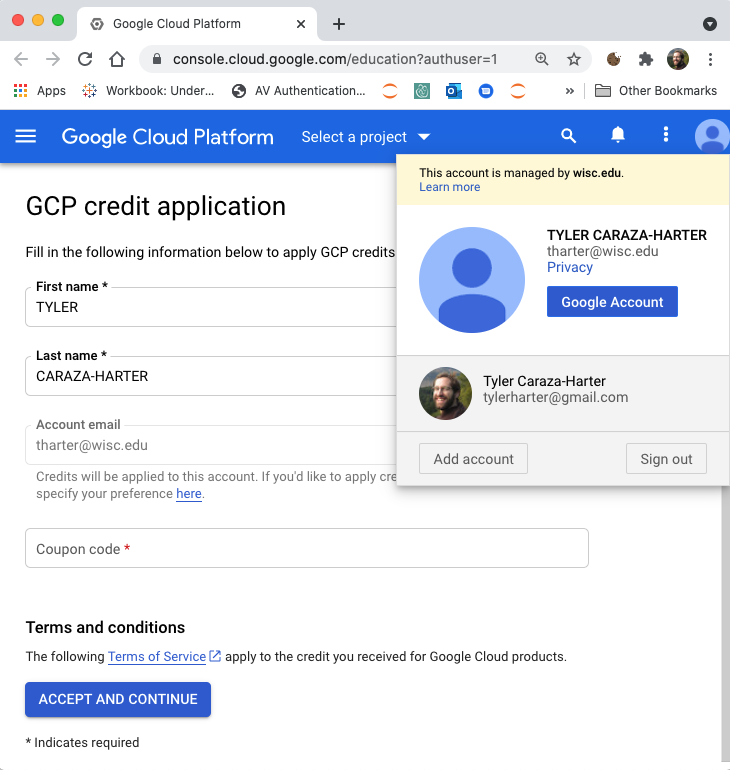 Google Cloud Platform
console.cloud.google.com/education?authuser=1
Apps
Workbook: Under...
AV Authentication...
»
Other Bookmarks
Google Cloud Platform
Select a project
This account is managed by wisc.edu.
Learn more
GCP credit application
Fill in the following information below to apply GCP credits
First name *
TYLER
Last name *
CARAZA-HARTER
Account email
tharter@wisc.edu
Credits will be applied to this account. If you'd like to apply cre
specify your preference here.
TYLER CARAZA-HARTER
tharter@wisc.edu
Privacy
Google Account
Tyler Caraza-Harter
tylerharter@gmail.com
Add account
Sign out
Coupon code *
Terms and conditions
The following Terms of Service apply to the credit you received for Google Cloud products.
ACCEPT AND CONTINUE
* Indicates required